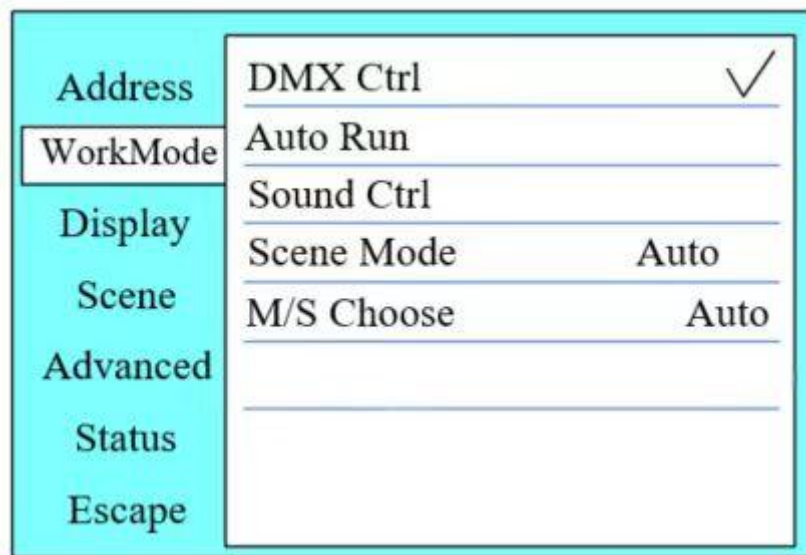 Address
WorkMode
Display
Scene
Advanced
Status
Escape
DMX Ctrl
Auto Run
Sound Ctrl
Scene Mode Auto
M/S Choose Auto